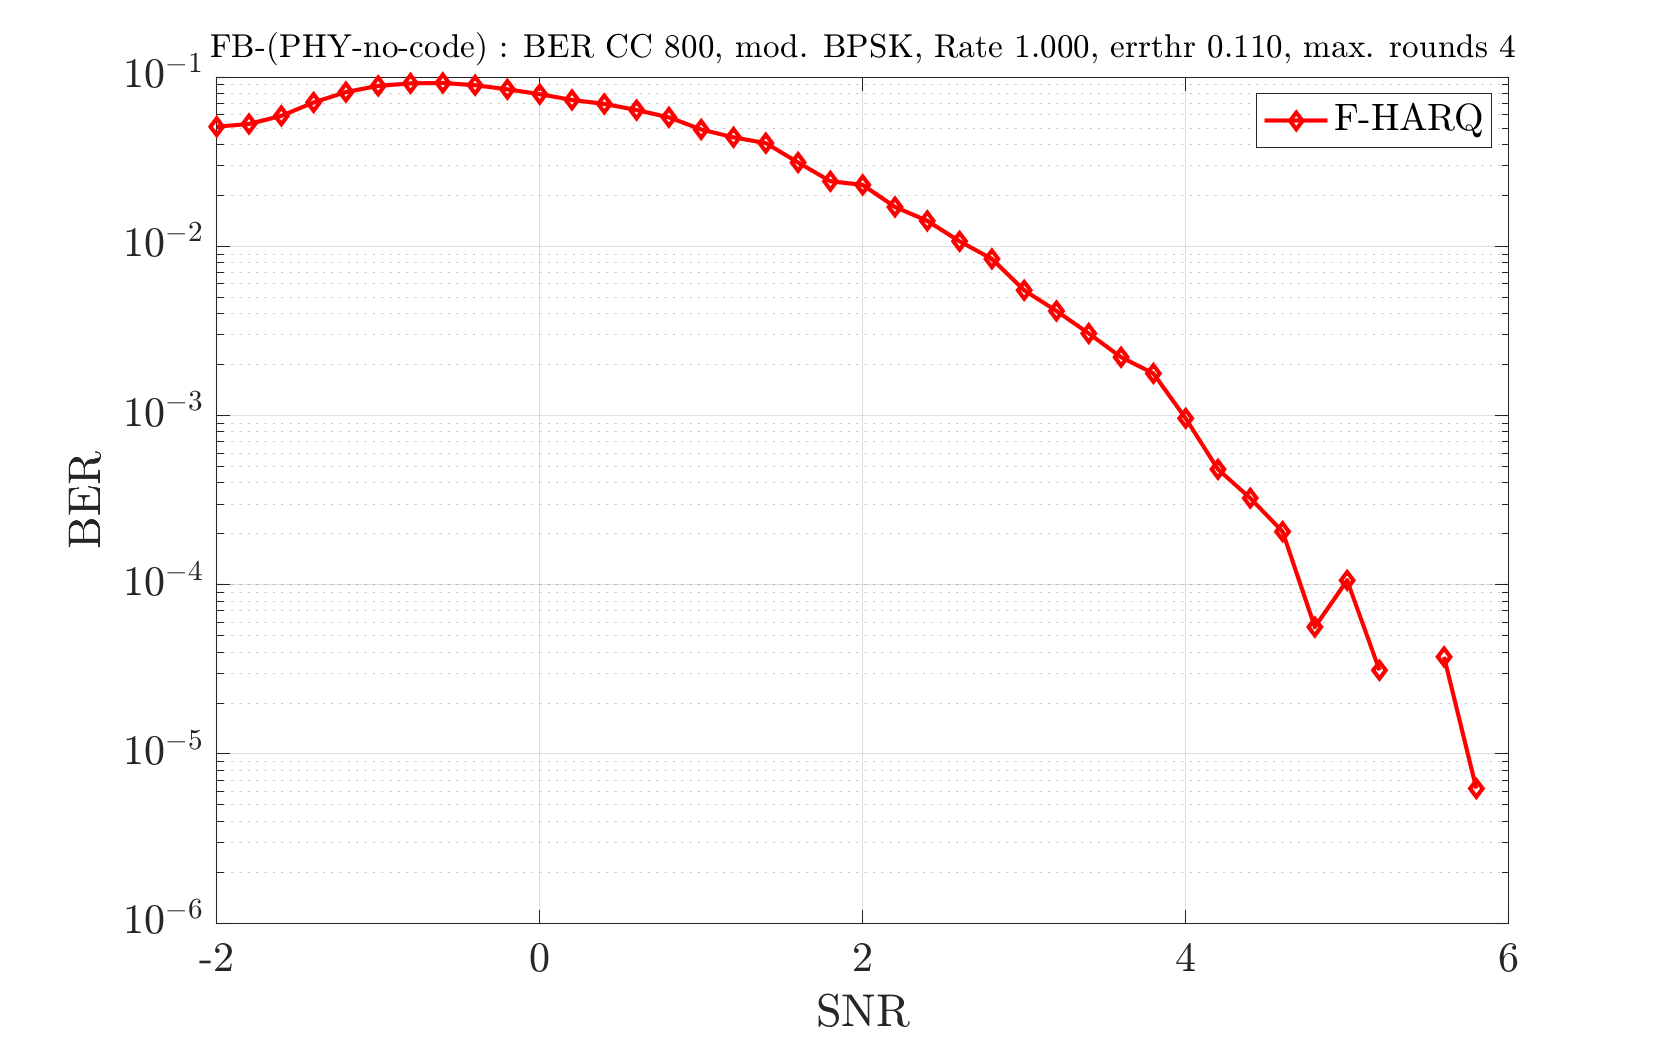 FB-(PHY-no-code) : BER CC 800, mod. BPSK, Rate 1.000, errthr 0.110, max. rounds 4
10^{-1}
F-HARQ
10^{-2}
10^{-3}
BER
10^{-4}
10^{-5}
10^{-6}
-2 0 2 4 6
SNR